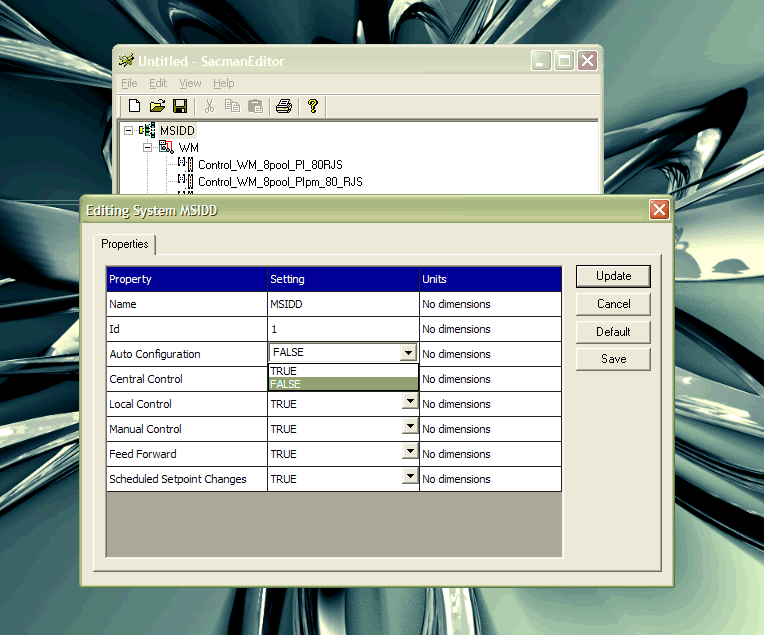 Untitled - SacmanEditor
File Edit View Help
MSIDD
WM
Control_WM_8pool_PI_80RJS
Control_WM_8pool_PIpm_80_RJS
Editing System MSIDD
Properties
Property Setting Units
Name MSIDD No dimensions
Id 1 No dimensions
Auto Configuration FALSE No dimensions
TRUE
FALSE
Central Control No dimensions
Local Control TRUE No dimensions
Manual Control TRUE No dimensions
Feed Forward TRUE No dimensions
Scheduled Setpoint Changes TRUE No dimensions
Update
Cancel
Default
Save